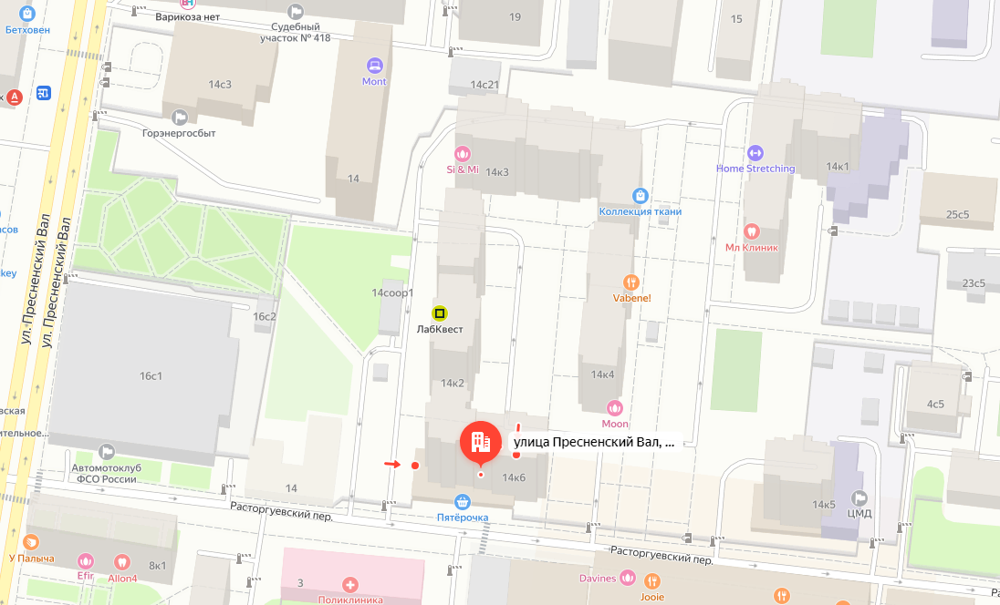 Бетховен
Варикоза нет
Судебный
участок № 418
19
15
Mont
14с3
14с21
Горэнергосбыт
14
Si & Mi
14к3
Home Stretching
14к1
Коллекция ткани
25с5
Мл Клиник
ул. Пресненский Вал
ул. Пресненский Вал
key
14соор1
Vabene!
23с5
16с2
ЛабКвест
16с1
14к2
14к4
4с5
Moon
улица Пресненский Вал, ...
Автомотоклуб
ФСО России
14
14к6
14к5
ЦМД
Расторгуевский пер.
Пятёрочка
У Палыча
Efir
Allon4
8к1
Расторгуевский пер.
3
Поликлиника
Davines
Jooie